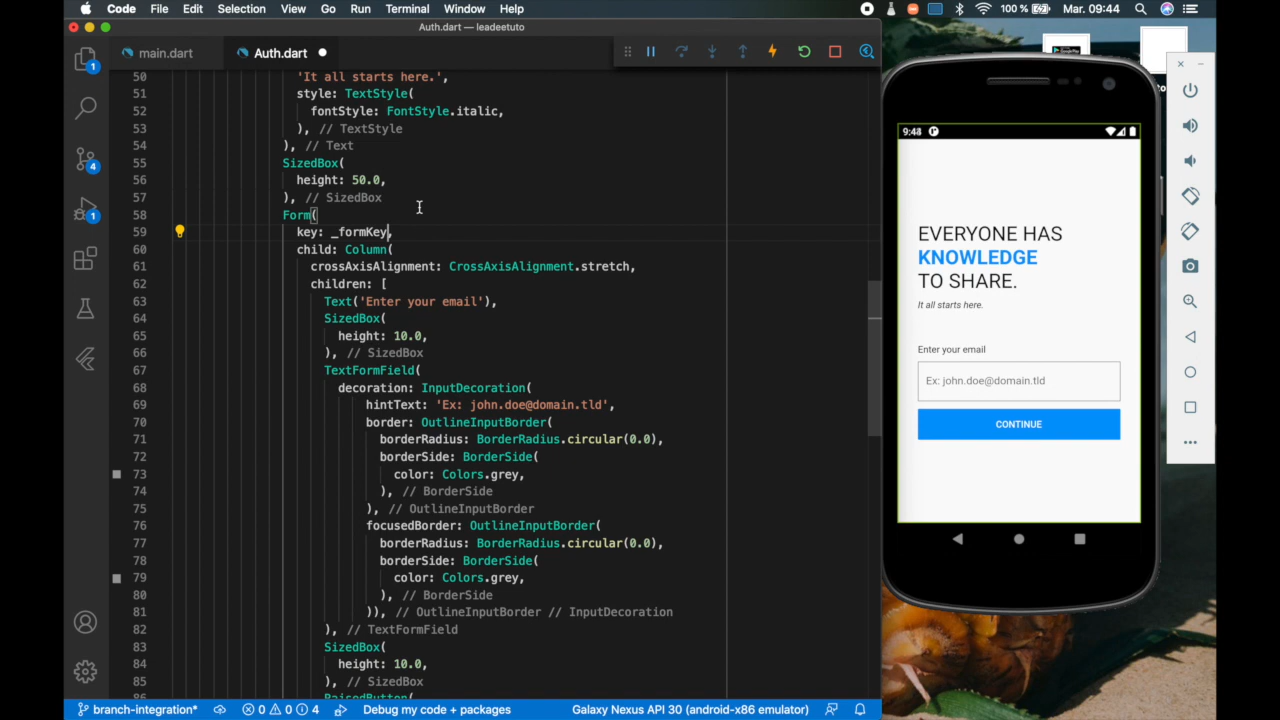 Code File Edit Selection View Go Run Terminal Window Help
100 % Mar. 09:44
Auth.dart — leadeetuto
main.dart
Auth.dart
50 'It all starts here.',
51 style: TextStyle(
52 fontStyle: FontStyle.italic,
53 ), // TextStyle
54 ), // Text
55 SizedBox(
56 height: 50.0,
57 ), // SizedBox
58 Form(
59 key: _formKey,
60 child: Column(
61 crossAxisAlignment: CrossAxisAlignment.stretch,
62 children: [
63 Text('Enter your email'),
64 SizedBox(
65 height: 10.0,
66 ), // SizedBox
67 TextFormField(
68 decoration: InputDecoration(
69 hintText: 'Ex: john.doe@domain.tld',
70 border: OutlineInputBorder(
71 borderRadius: BorderRadius.circular(0.0),
72 borderSide: BorderSide(
73 color: Colors.grey,
74 ), // BorderSide
75 ), // OutlineInputBorder
76 focusedBorder: OutlineInputBorder(
77 borderRadius: BorderRadius.circular(0.0),
78 borderSide: BorderSide(
79 color: Colors.grey,
80 ), // BorderSide
81 )), // OutlineInputBorder // InputDecoration
82 ), // TextFormField
83 SizedBox(
84 height: 10.0,
85 ), // SizedBox
86 RaisedButton(
1
4
1
branch-integration* 0 0 4 Debug my code + packages Galaxy Nexus API 30 (android-x86 emulator)
9:48
EVERYONE HAS
KNOWLEDGE
TO SHARE.
It all starts here.
Enter your email
Ex: john.doe@domain.tld
CONTINUE